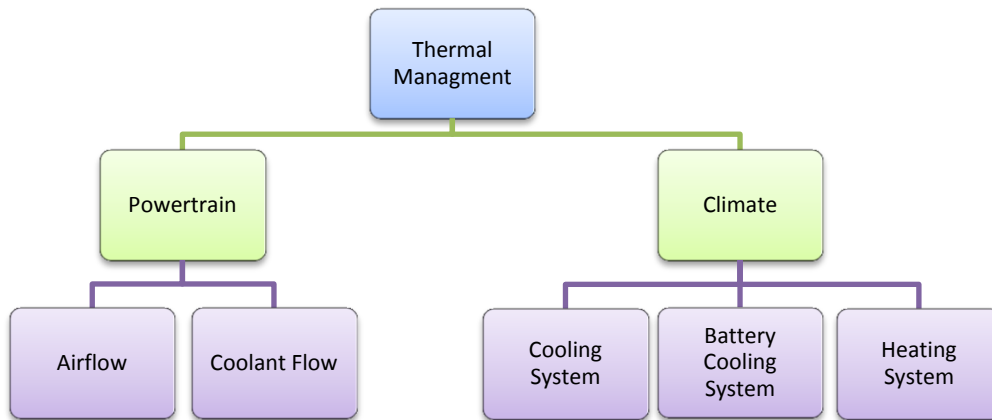 Thermal
Managment
Powertrain
Climate
Airflow
Coolant Flow
Cooling
System
Battery
Cooling
System
Heating
System